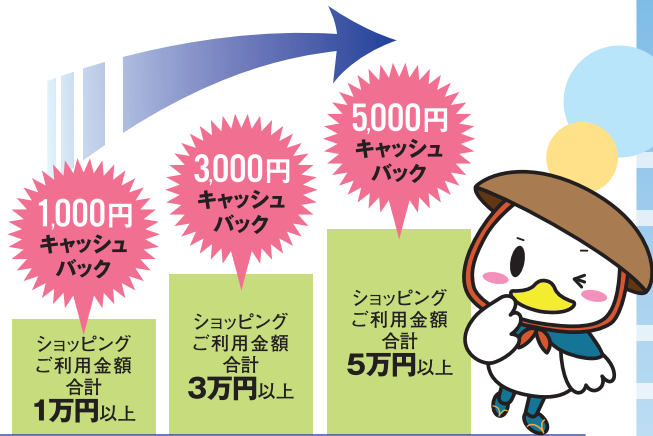 1,000円
キャッシュ
バック
ショッピング
ご利用金額
合計
1万円以上
3,000円
キャッシュ
バック
ショッピング
ご利用金額
合計
3万円以上
5,000円
キャッシュ
バック
ショッピング
ご利用金額
合計
5万円以上